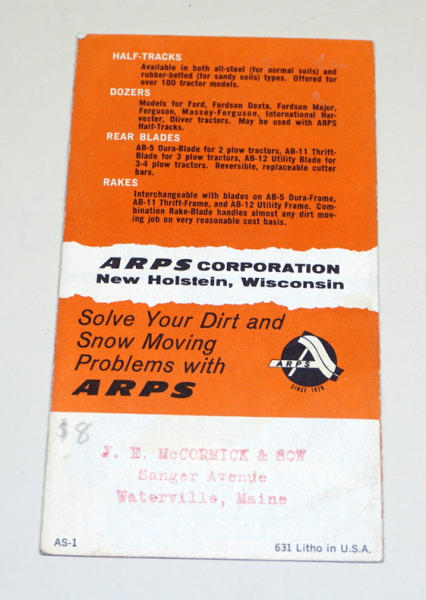 HALF-TRACKS
Available in both all-steel (for normal soils) and
rubber-belted (for sandy soils) types. Offered for
over 100 tractor models.
DOZERS
Models for Ford, Fordson Dexta, Fordson Major,
Ferguson, Massey-Ferguson, International Har-
vester, Oliver tractors. May be used with ARPS
Half-Tracks.
REAR BLADES
AB-5 Dura-Blade for 2 plow tractors, AB-11 Thrift-
Blade for 3 plow tractors, AB-12 Utility Blade for
3-4 plow tractors. Reversible, replaceable cutter
bars.
RAKES
Interchangeable with blades on AB-5 Dura-Frame,
AB-11 Thrift-Frame, and AB-12 Utility Frame. Com-
bination Rake-Blade handles almost any dirt mov-
ing job on very reasonable cost basis.
ARPS CORPORATION
New Holstein, Wisconsin
Solve Your Dirt and
Snow Moving
Problems with
ARPS
ARPS
SINCE 1929
$8
J. E. McCORMICK & SON
Sanger Avenue
Waterville, Maine
AS-1
631 Litho in U.S.A.